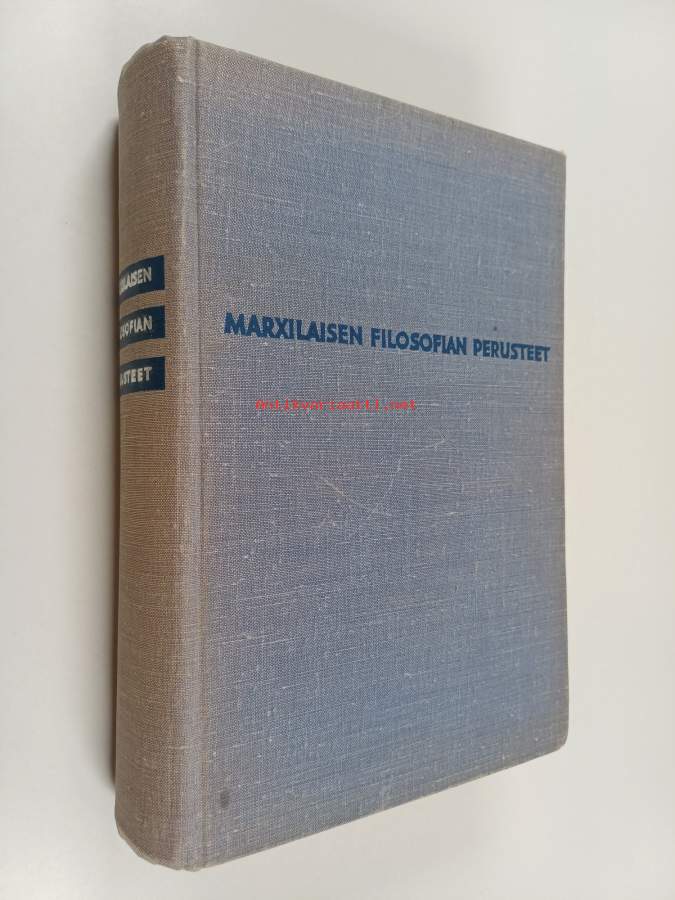 MARXILAISEN FILOSOFIAN PERUSTEET
antikvariaatti.net